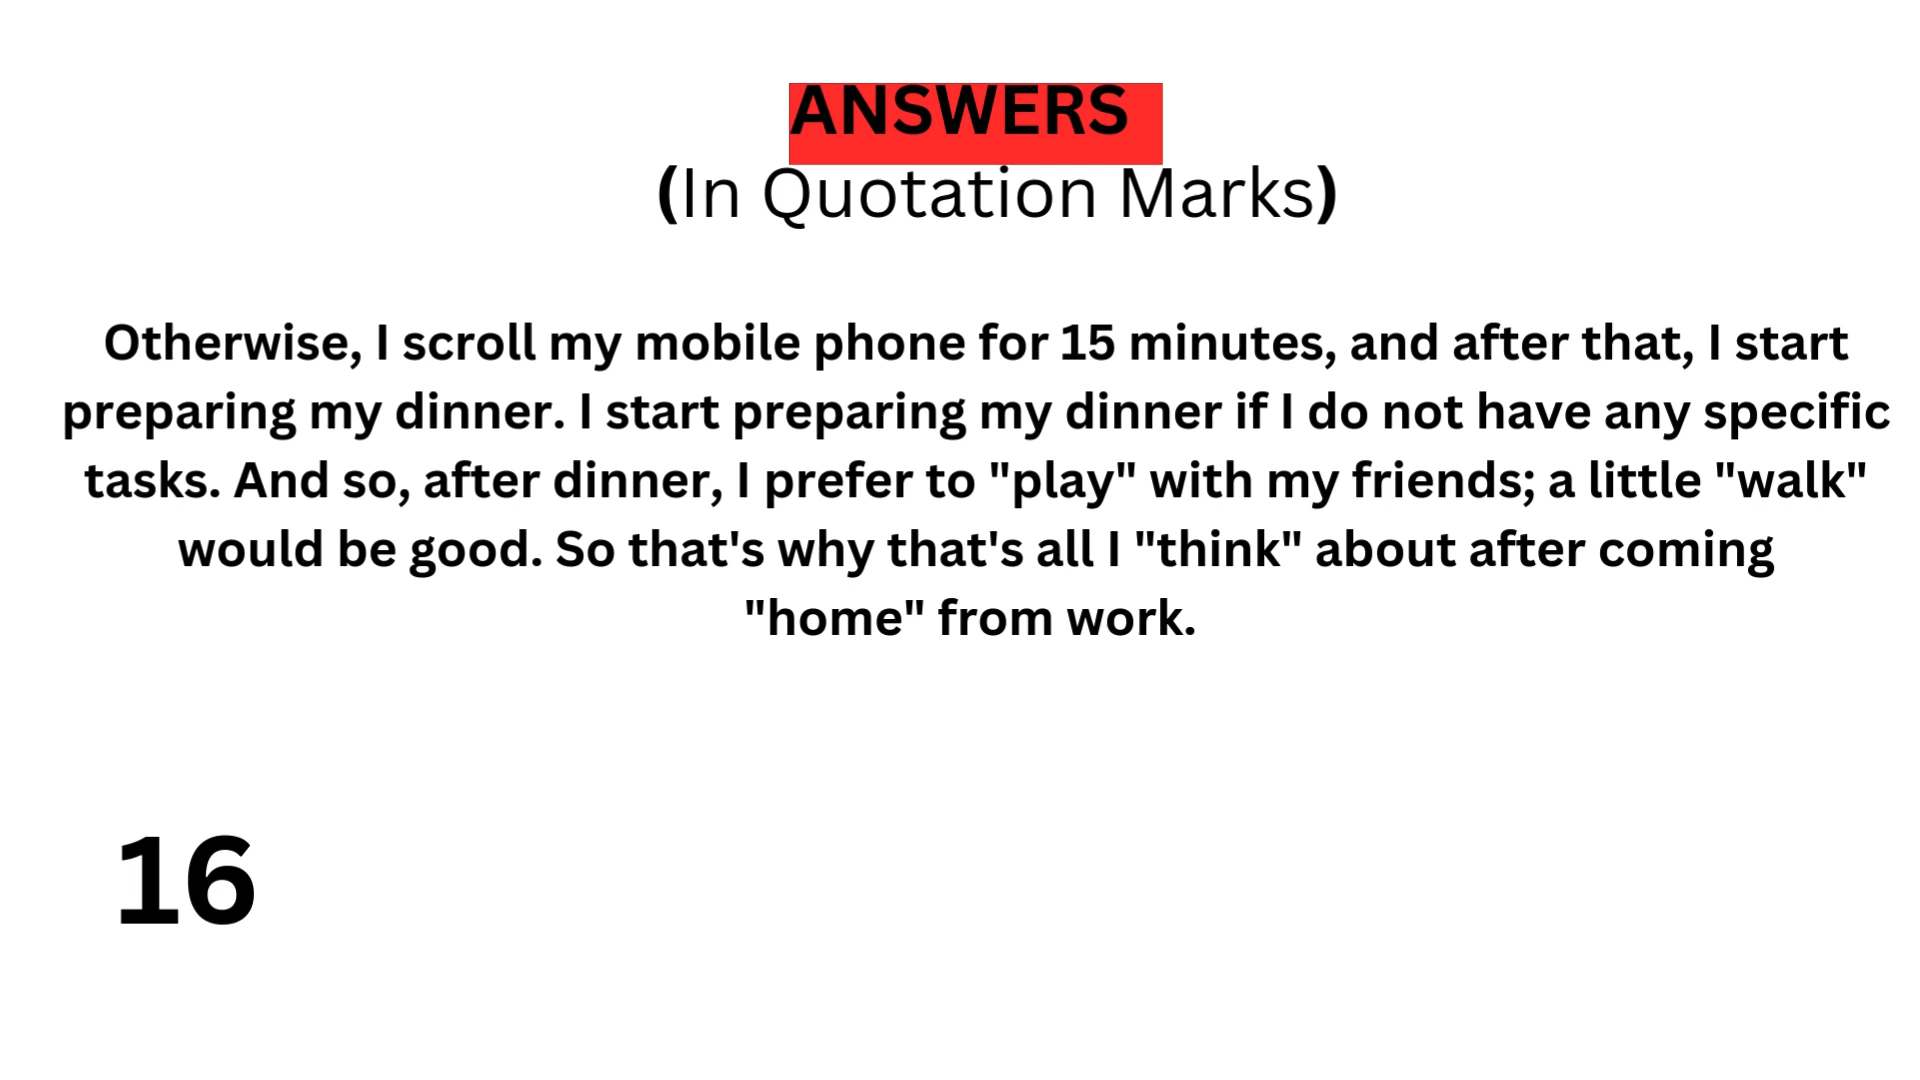 ANSWERS
(In Quotation Marks)
Otherwise, I scroll my mobile phone for 15 minutes, and after that, I start
preparing my dinner. I start preparing my dinner if I do not have any specific
tasks. And so, after dinner, I prefer to "play" with my friends; a little "walk"
would be good. So that's why that's all I "think" about after coming
"home" from work.
16